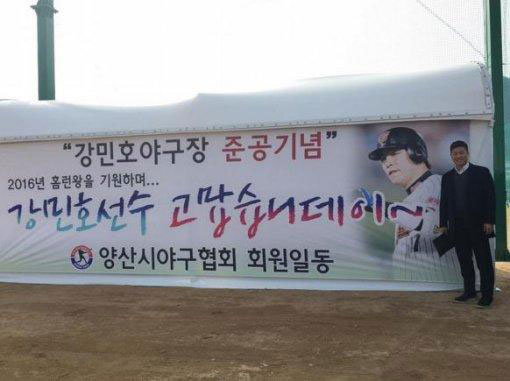 “강민호야구장 준공기념”
2016년 홈런왕을 기원하며...
강민호선수 고맙습니데이~
양산시야구협회 회원일동